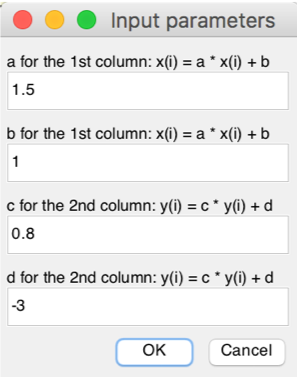 Input parameters
a for the 1st column: x(i) = a * x(i) + b
1.5
b for the 1st column: x(i) = a * x(i) + b
1
c for the 2nd column: y(i) = c * y(i) + d
0.8
d for the 2nd column: y(i) = c * y(i) + d
-3
OK Cancel